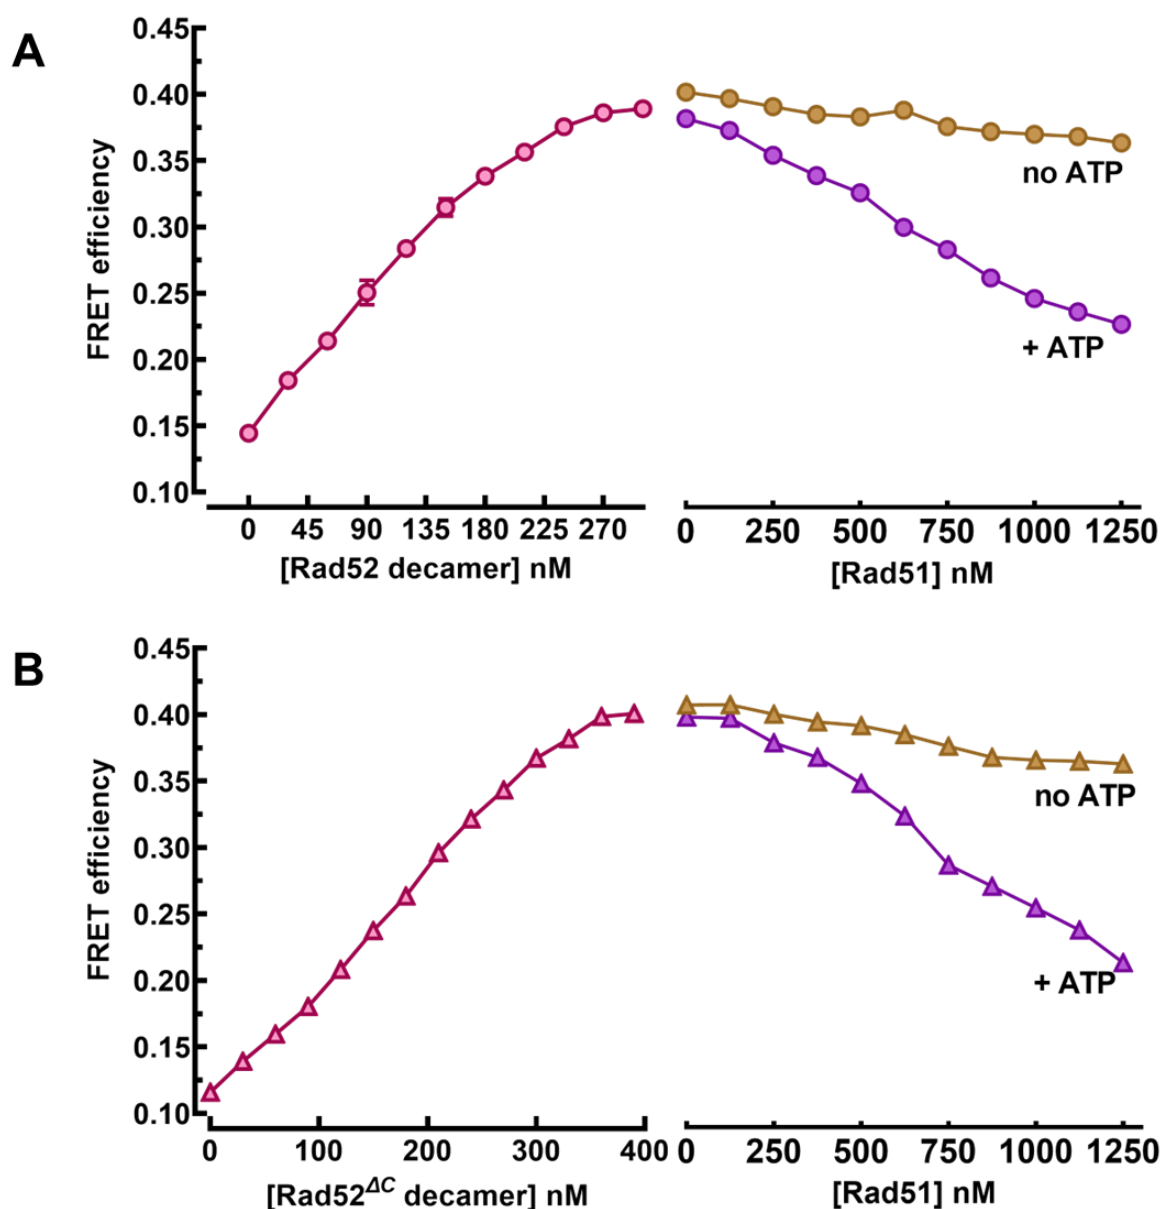 A
FRET efficiency
0.45
0.40
0.35
0.30
0.25
0.20
0.15
0.10
0 45 90 135 180 225 270
[Rad52 decamer] nM
no ATP
+ ATP
0 250 500 750 1000 1250
[Rad51] nM
B
FRET efficiency
0.45
0.40
0.35
0.30
0.25
0.20
0.15
0.10
0 100 200 300 400
[Rad52ΔC decamer] nM
no ATP
+ ATP
0 250 500 750 1000 1250
[Rad51] nM